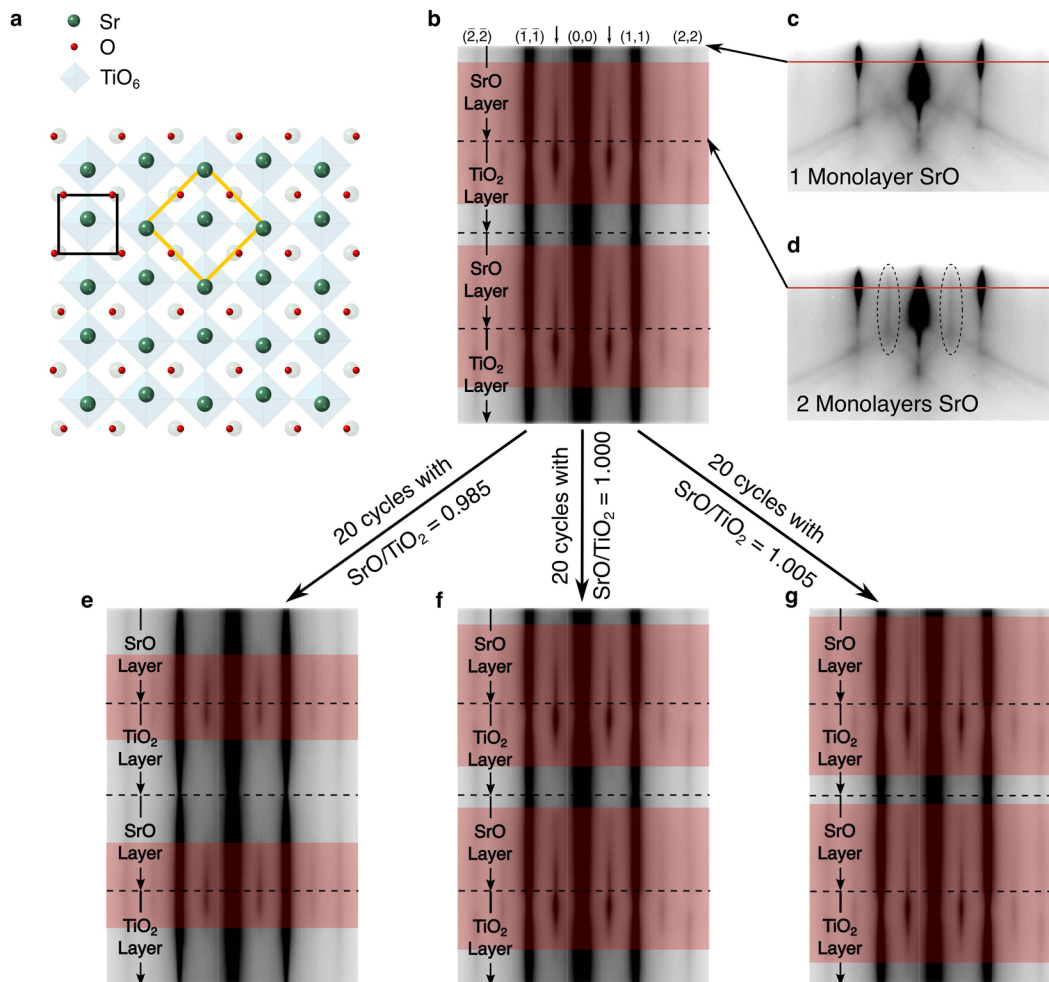 a
Sr
O
TiO₆
b
(2̅,2̅)
(1̅,1̅)
(0,0)
(1,1)
(2,2)
SrO
Layer
TiO₂
Layer
SrO
Layer
TiO₂
Layer
c
1 Monolayer SrO
d
2 Monolayers SrO
20 cycles with
SrO/TiO₂ = 0.985
20 cycles with
SrO/TiO₂ = 1.000
20 cycles with
SrO/TiO₂ = 1.005
e
SrO
Layer
TiO₂
Layer
SrO
Layer
TiO₂
Layer
f
SrO
Layer
TiO₂
Layer
SrO
Layer
TiO₂
Layer
g
SrO
Layer
TiO₂
Layer
SrO
Layer
TiO₂
Layer